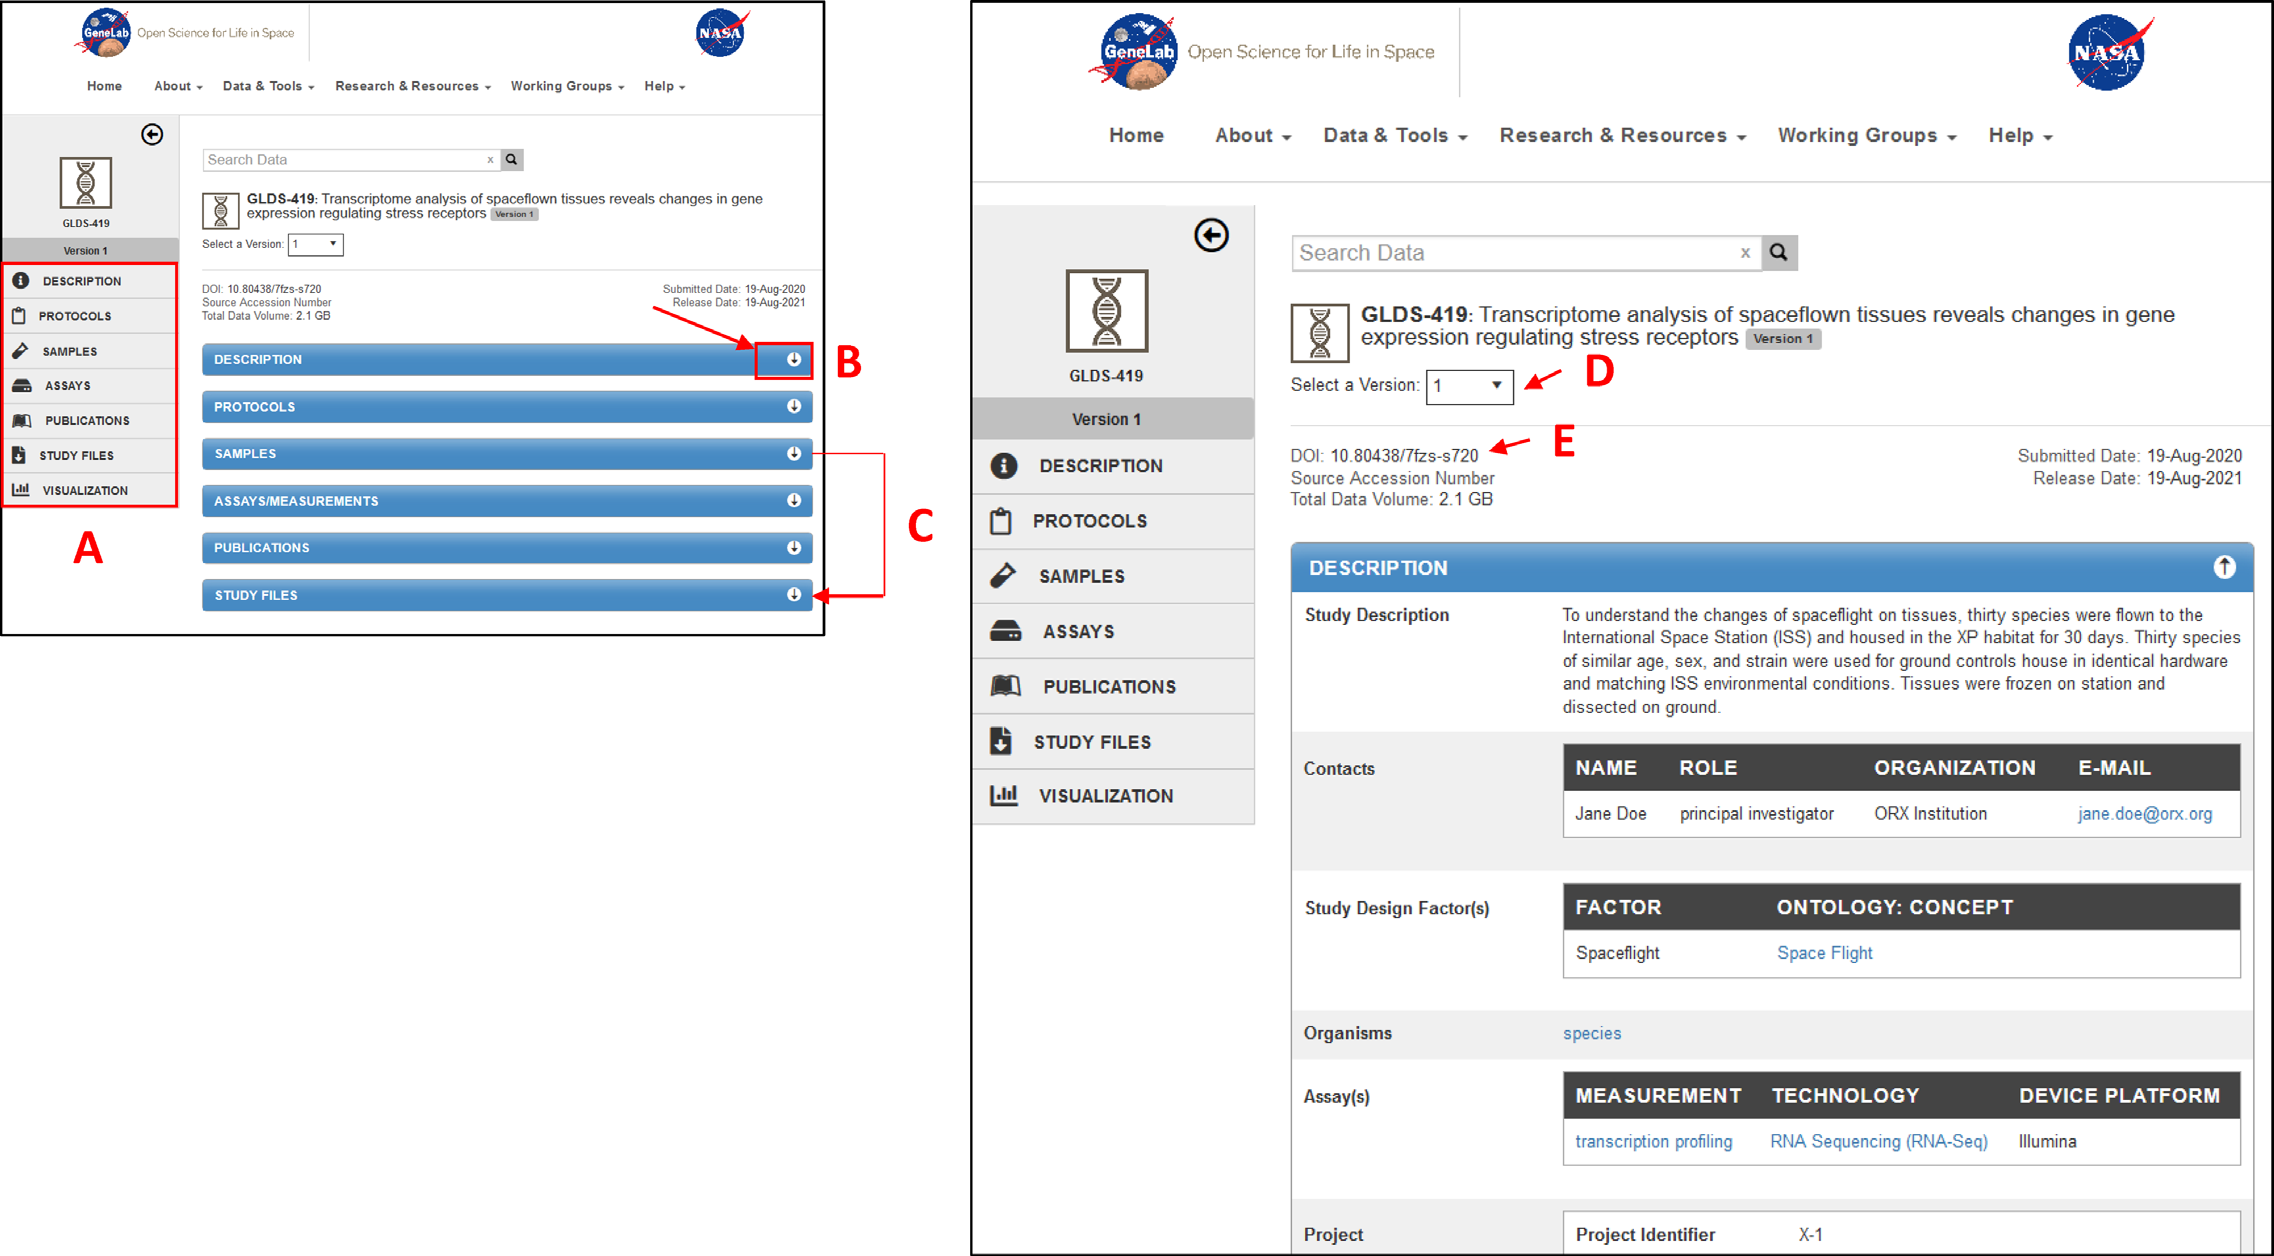 GeneLab
Open Science for Life in Space
NASA
Home About Data & Tools Research & Resources Working Groups Help
GLDS-419
Version 1
DESCRIPTION
PROTOCOLS
SAMPLES
ASSAYS
PUBLICATIONS
STUDY FILES
VISUALIZATION
A
Search Data x
GLDS-419: Transcriptome analysis of spaceflown tissues reveals changes in gene
expression regulating stress receptors Version 1
Select a Version: 1
DOI: 10.80438/7fzs-s720
Source Accession Number
Total Data Volume: 2.1 GB
Submitted Date: 19-Aug-2020
Release Date: 19-Aug-2021
DESCRIPTION
B
PROTOCOLS
SAMPLES
ASSAYS/MEASUREMENTS
C
PUBLICATIONS
STUDY FILES
GeneLab
Open Science for Life in Space
NASA
Home About Data & Tools Research & Resources Working Groups Help
GLDS-419
Version 1
DESCRIPTION
PROTOCOLS
SAMPLES
ASSAYS
PUBLICATIONS
STUDY FILES
VISUALIZATION
Search Data x
GLDS-419: Transcriptome analysis of spaceflown tissues reveals changes in gene
expression regulating stress receptors Version 1
Select a Version: 1
D
DOI: 10.80438/7fzs-s720
E
Source Accession Number
Total Data Volume: 2.1 GB
Submitted Date: 19-Aug-2020
Release Date: 19-Aug-2021
DESCRIPTION
Study Description
To understand the changes of spaceflight on tissues, thirty species were flown to the
International Space Station (ISS) and housed in the XP habitat for 30 days. Thirty species
of similar age, sex, and strain were used for ground controls house in identical hardware
and matching ISS environmental conditions. Tissues were frozen on station and
dissected on ground.
Contacts
NAME ROLE ORGANIZATION E-MAIL
Jane Doe principal investigator ORX Institution jane.doe@orx.org
Study Design Factor(s)
FACTOR ONTOLOGY: CONCEPT
Spaceflight Space Flight
Organisms species
Assay(s)
MEASUREMENT TECHNOLOGY DEVICE PLATFORM
transcription profiling RNA Sequencing (RNA-Seq) Illumina
Project Project Identifier X-1